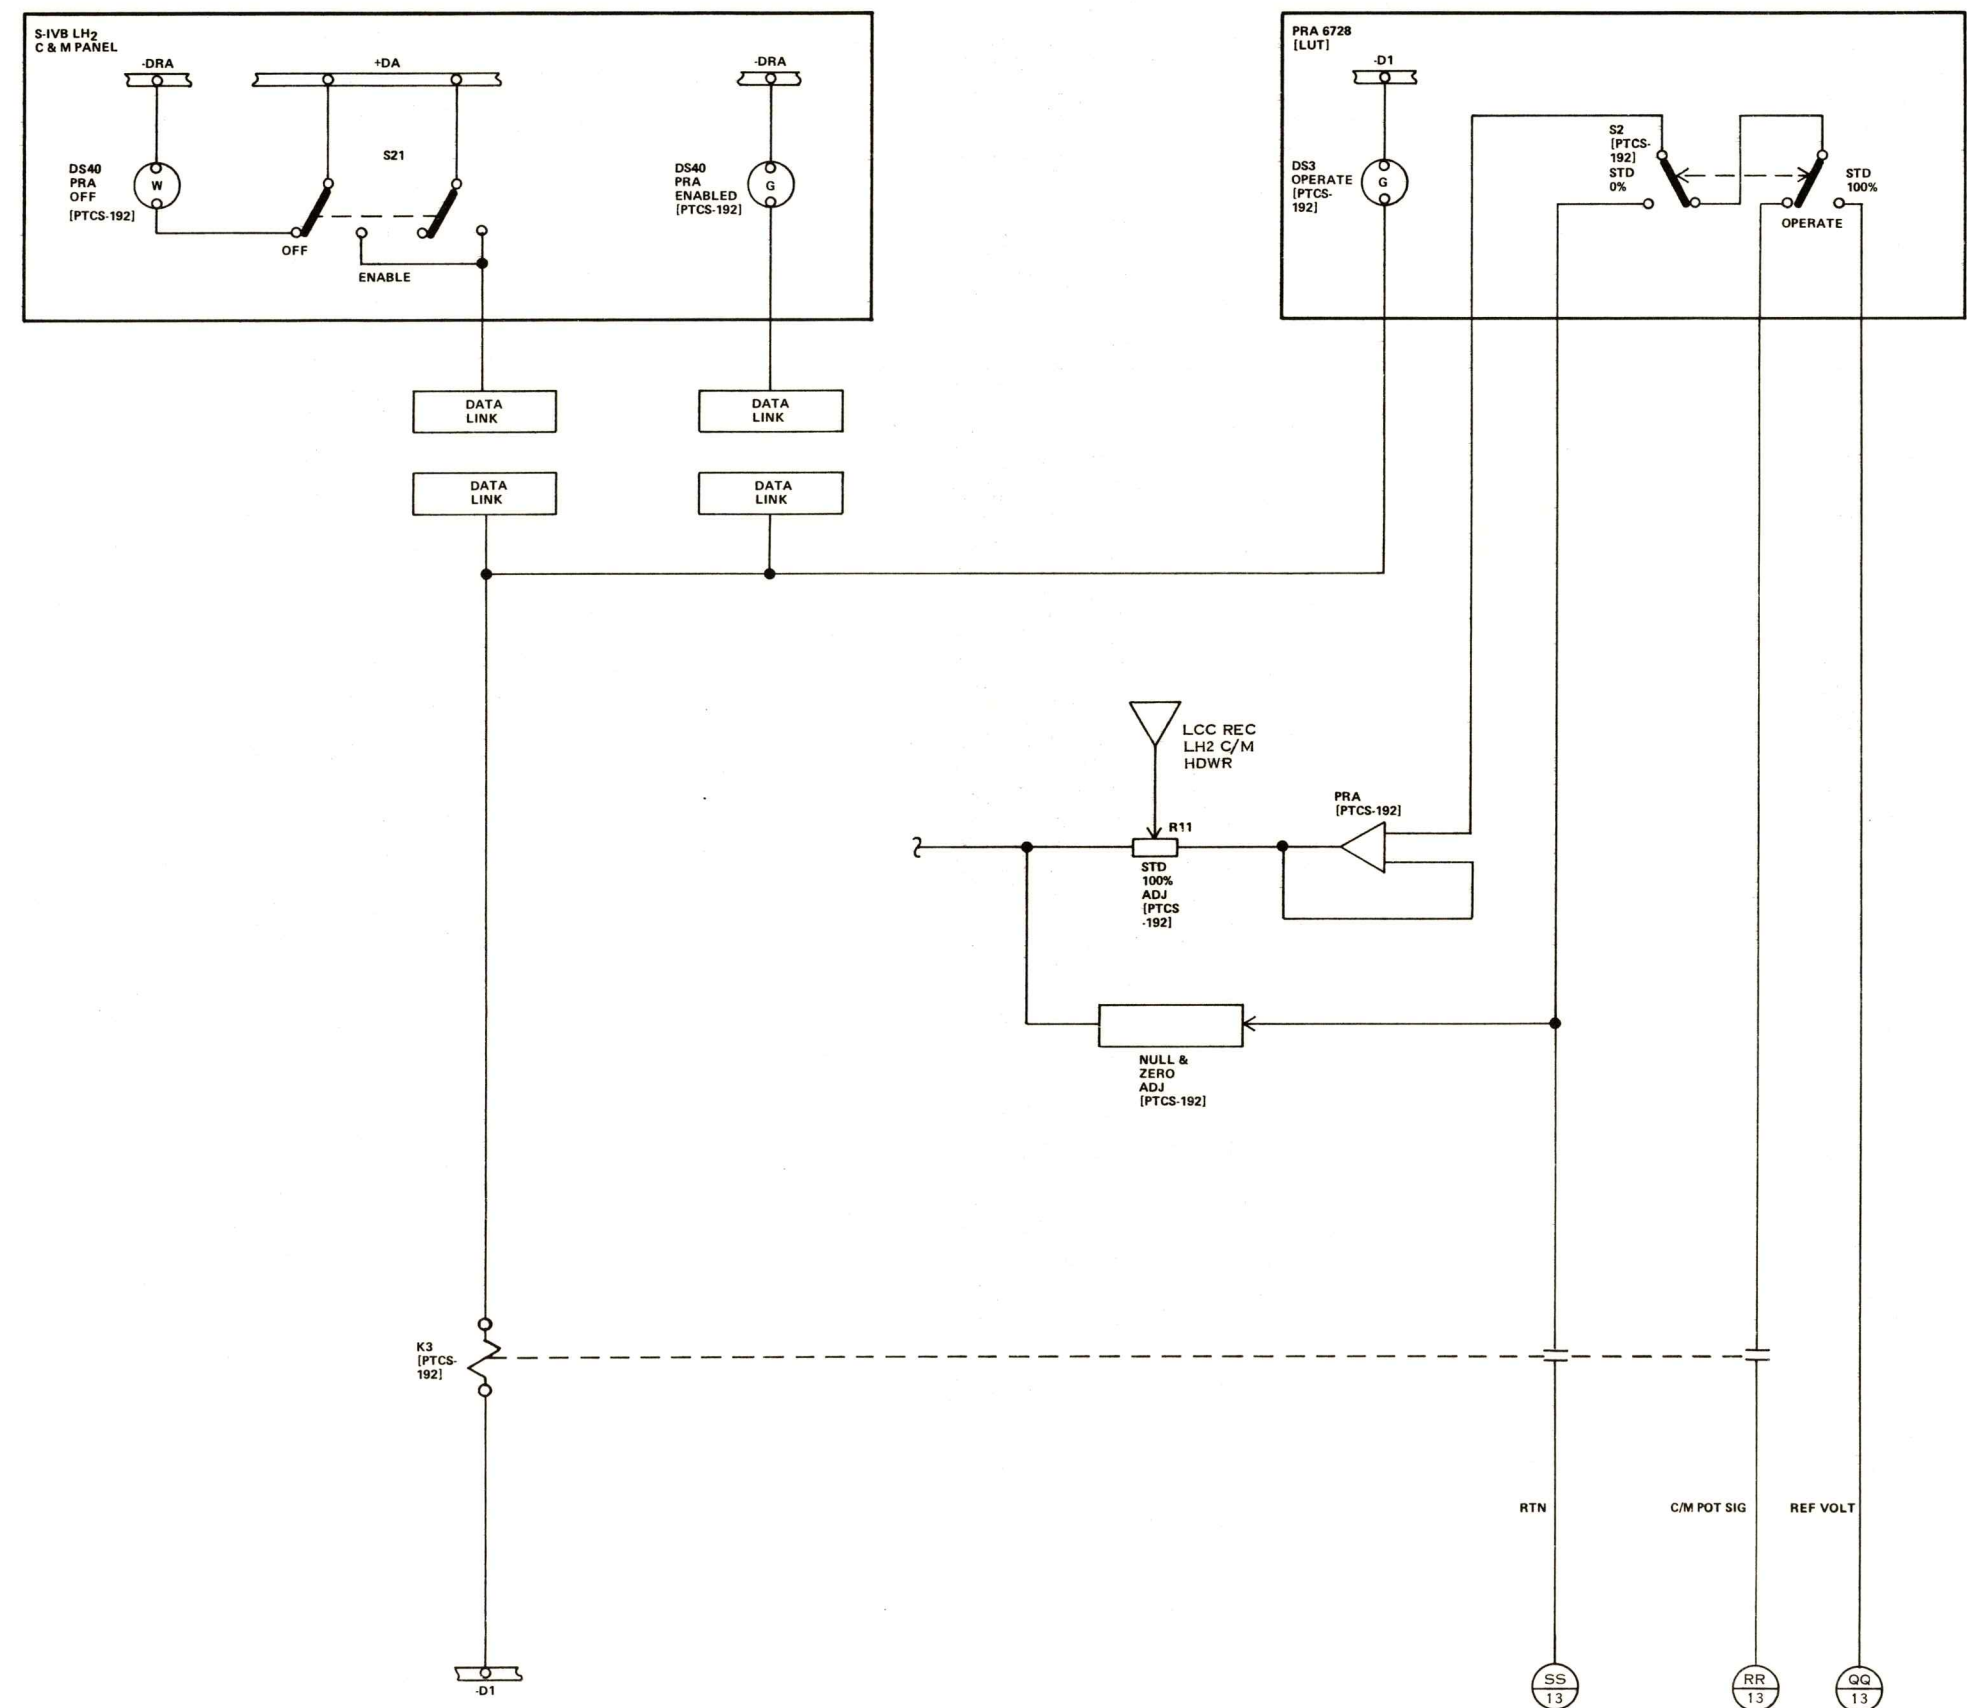 S-IVB LH2
C & M PANEL
-DRA
+DA
-DRA
DS40
PRA
OFF
[PTCS-192]
W
S21
OFF
ENABLE
DS40
PRA
ENABLED
[PTCS-192]
G
PRA 6728
[LUT]
-D1
DS3
OPERATE
[PTCS-
192]
G
S2
[PTCS-
192]
STD
0%
STD
100%
OPERATE
DATA
LINK
DATA
LINK
DATA
LINK
DATA
LINK
LCC REC
LH2 C/M
HDWR
PRA
[PTCS-192]
R11
STD
100%
ADJ
[PTCS
-192]
NULL &
ZERO
ADJ
[PTCS-192]
K3
[PTCS-
192]
RTN
C/M POT SIG
REF VOLT
-D1
SS
13
RR
13
QQ
13